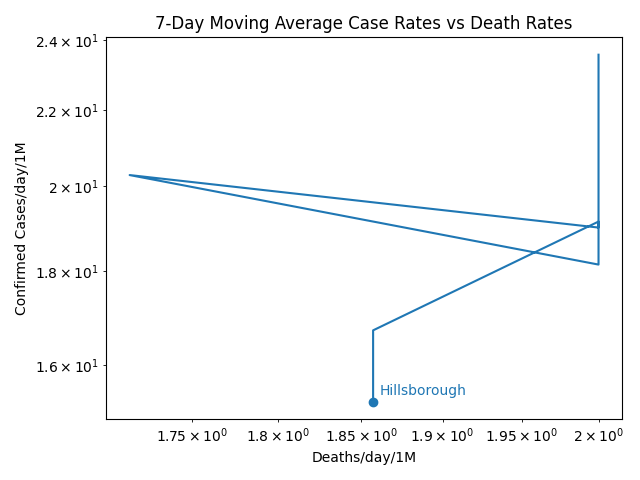 7-Day Moving Average Case Rates vs Death Rates
Confirmed Cases/day/1M
2.4 × 10¹
2.2 × 10¹
2 × 10¹
1.8 × 10¹
1.6 × 10¹
Hillsborough
1.75 × 10⁰ 1.8 × 10⁰ 1.85 × 10⁰ 1.9 × 10⁰ 1.95 × 10⁰ 2 × 10⁰
Deaths/day/1M